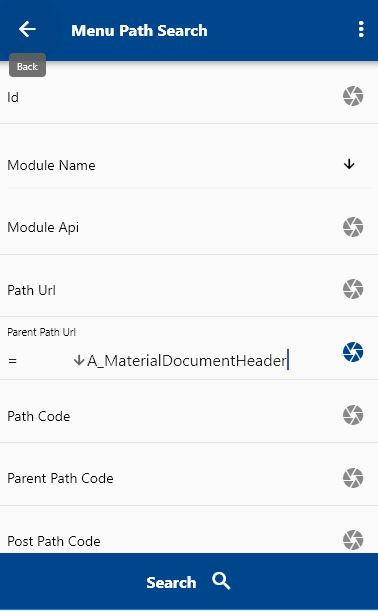 Menu Path Search
Back
Id
Module Name
Module Api
Path Url
Parent Path Url
= A_MaterialDocumentHeader
Path Code
Parent Path Code
Post Path Code
Search